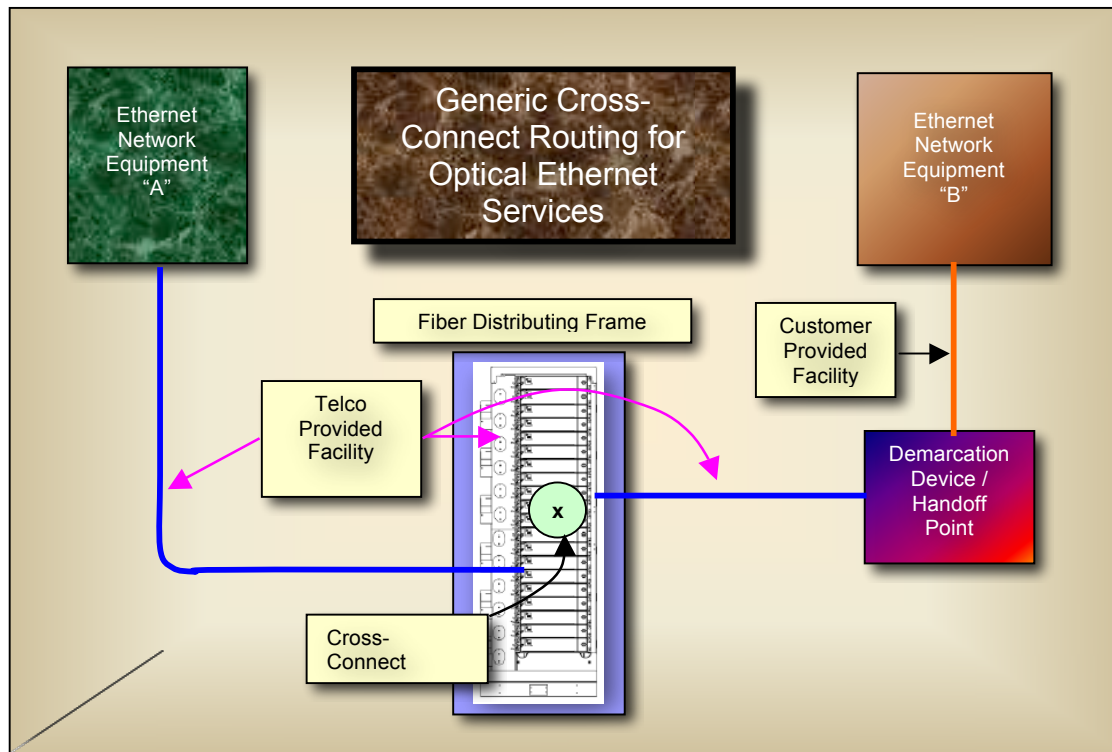 Ethernet
Network
Equipment
“A”
Generic Cross-
Connect Routing for
Optical Ethernet
Services
Ethernet
Network
Equipment
“B”
Fiber Distributing Frame
Customer
Provided
Facility
Telco
Provided
Facility
Demarcation
Device /
Handoff
Point
x
Cross-
Connect